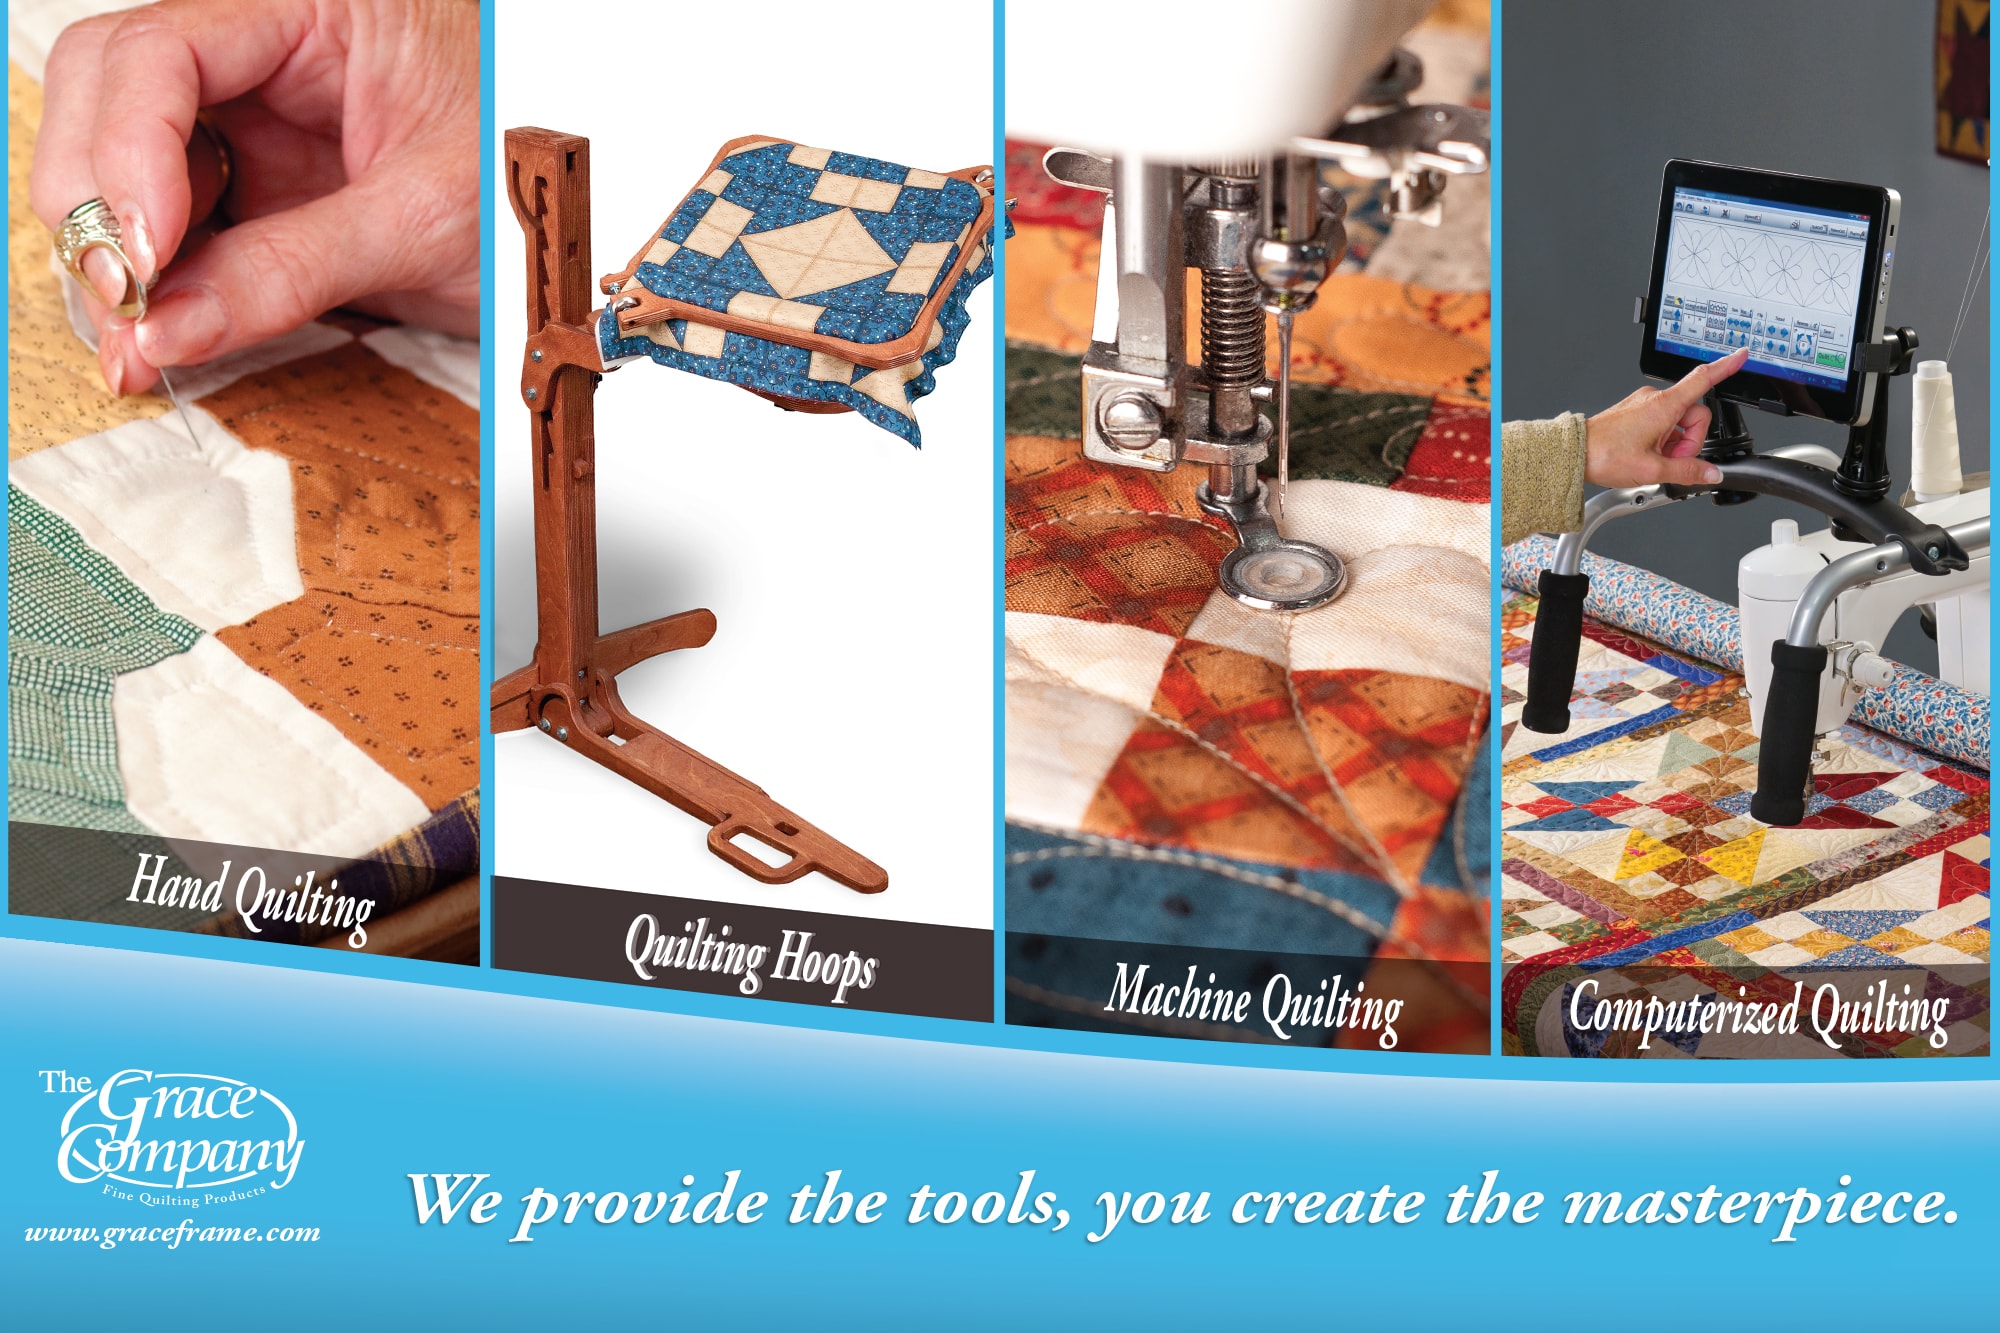 Hand Quilting
Quilting Hoops
Machine Quilting
Computerized Quilting
The Grace
Company
Fine Quilting Products
www.graceframe.com
We provide the tools, you create the masterpiece.